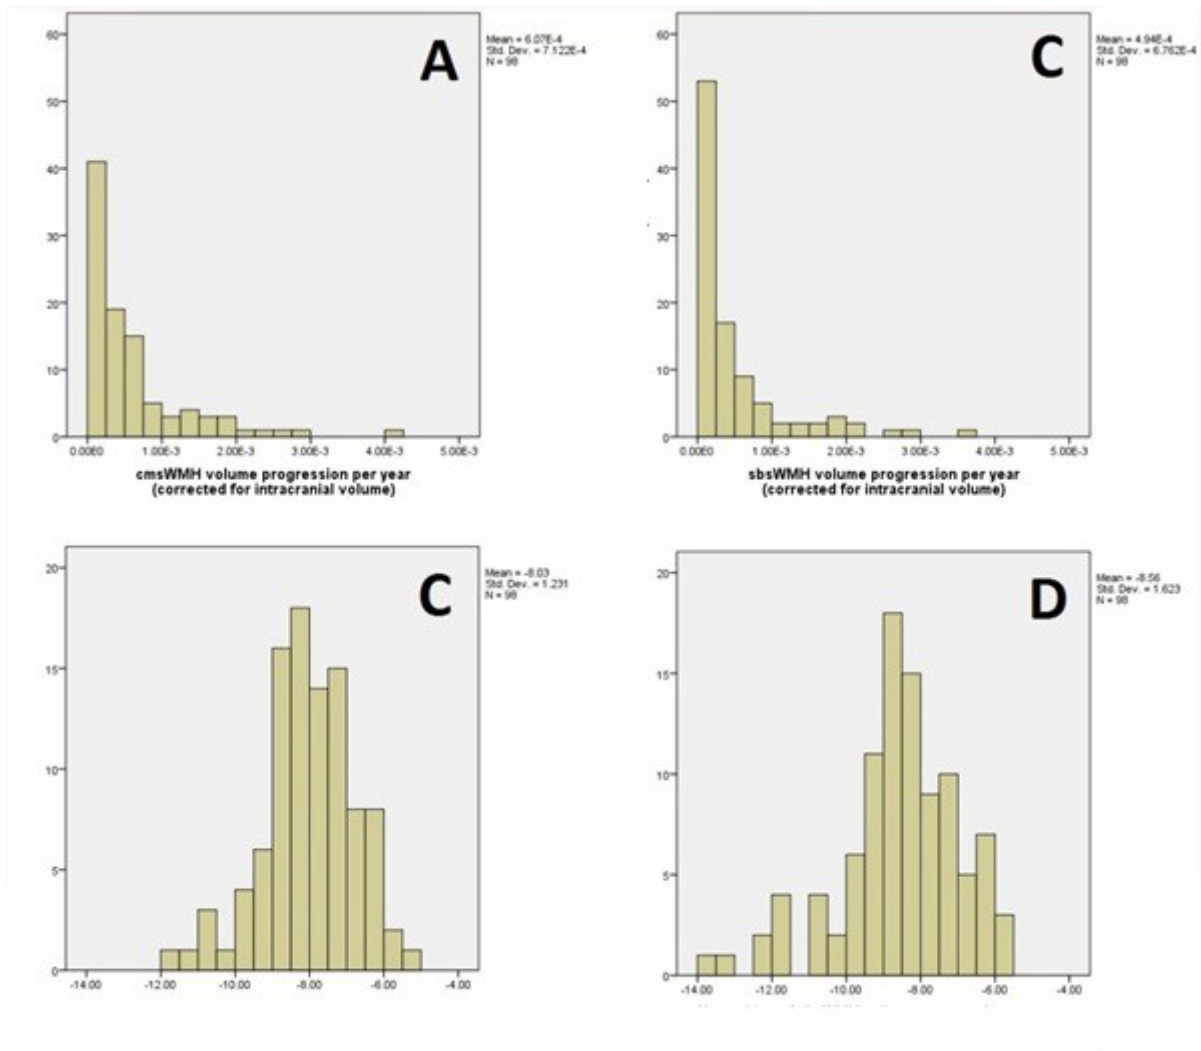 A
Mean = 6.07E-4
Std. Dev. = 7.122E-4
N = 98
60
50
40
30
20
10
0
0.00E0 1.00E-3 2.00E-3 3.00E-3 4.00E-3 5.00E-3
cmsWMH volume progression per year
(corrected for intracranial volume)
C
Mean = 4.94E-4
Std. Dev. = 6.762E-4
N = 98
60
50
40
30
20
10
0
0.00E0 1.00E-3 2.00E-3 3.00E-3 4.00E-3 5.00E-3
sbsWMH volume progression per year
(corrected for intracranial volume)
C
Mean = -8.03
Std. Dev. = 1.231
N = 98
20
15
10
5
0
-14.00 -12.00 -10.00 -8.00 -6.00 -4.00
D
Mean = -8.56
Std. Dev. = 1.623
N = 98
20
15
10
5
0
-14.00 -12.00 -10.00 -8.00 -6.00 -4.00